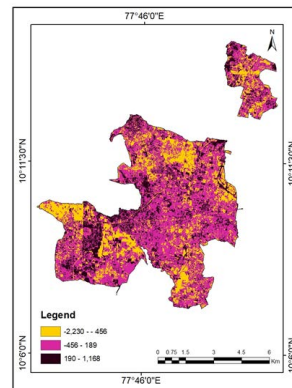 77°46'0"E
N
10°11'30"N
10°11'30"N
Legend
-2,230 - -456
-456 - 189
190 - 1,168
0 0.75 1.5 3 4.5 6
Km
10°6'0"N
10°6'0"N
77°46'0"E